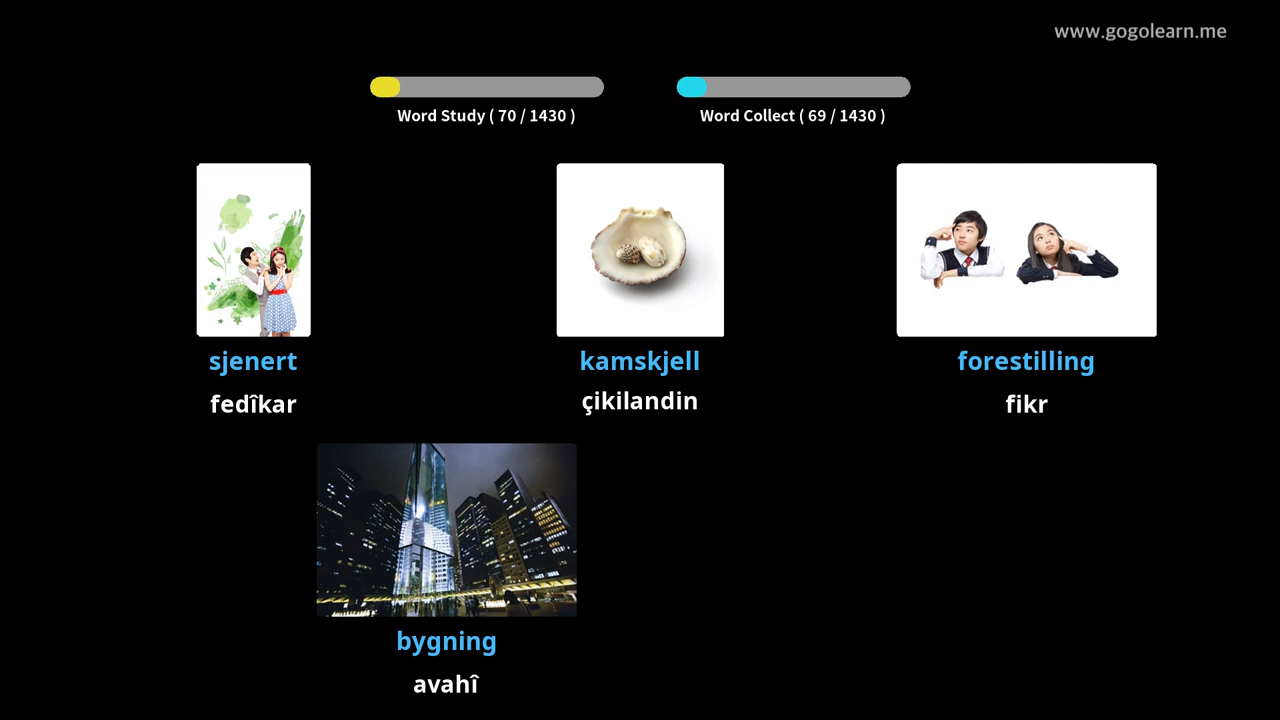 www.gogolearn.me
Word Study ( 70 / 1430 )
Word Collect ( 69 / 1430 )
sjenert
fedîkar
kamskjell
çikilandin
forestilling
fikr
bygning
avahî